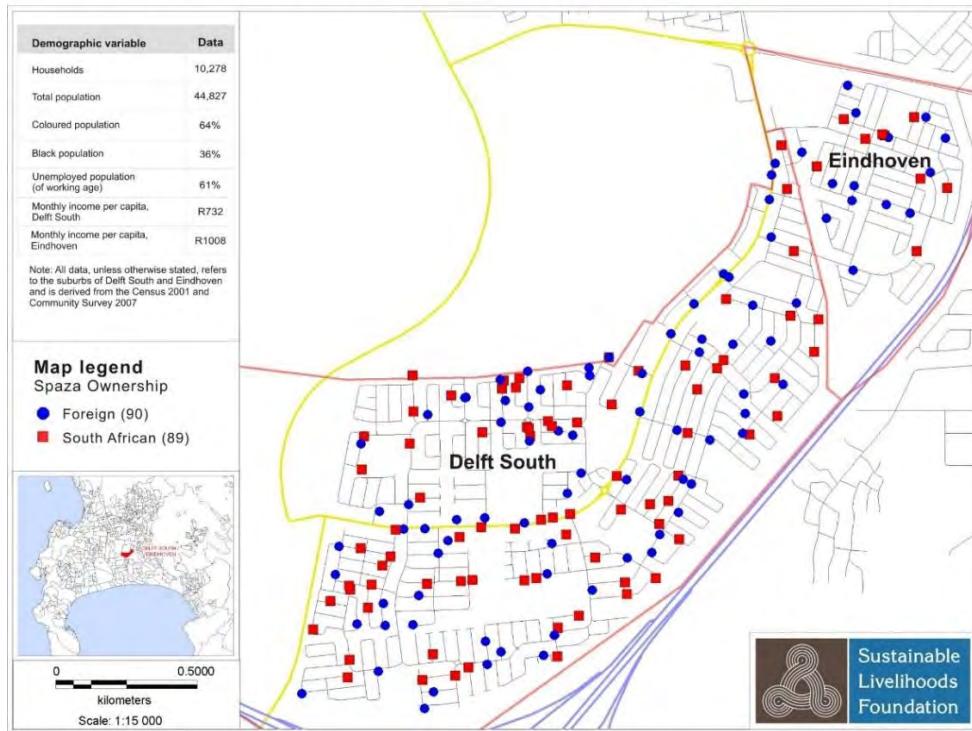 Demographic variable Data
Households 10,278
Total population 44,827
Coloured population 64%
Black population 36%
Unemployed population
(of working age) 61%
Monthly income per capita,
Delft South R732
Monthly income per capita,
Eindhoven R1008
Note: All data, unless otherwise stated, refers
to the suburbs of Delft South and Eindhoven
and is derived from the Census 2001 and
Community Survey 2007
Map legend
Spaza Ownership
Foreign (90)
South African (89)
DELFT SOUTH /
EINDHOVEN
0 0.5000
kilometers
Scale: 1:15 000
Eindhoven
Delft South
Sustainable
Livelihoods
Foundation